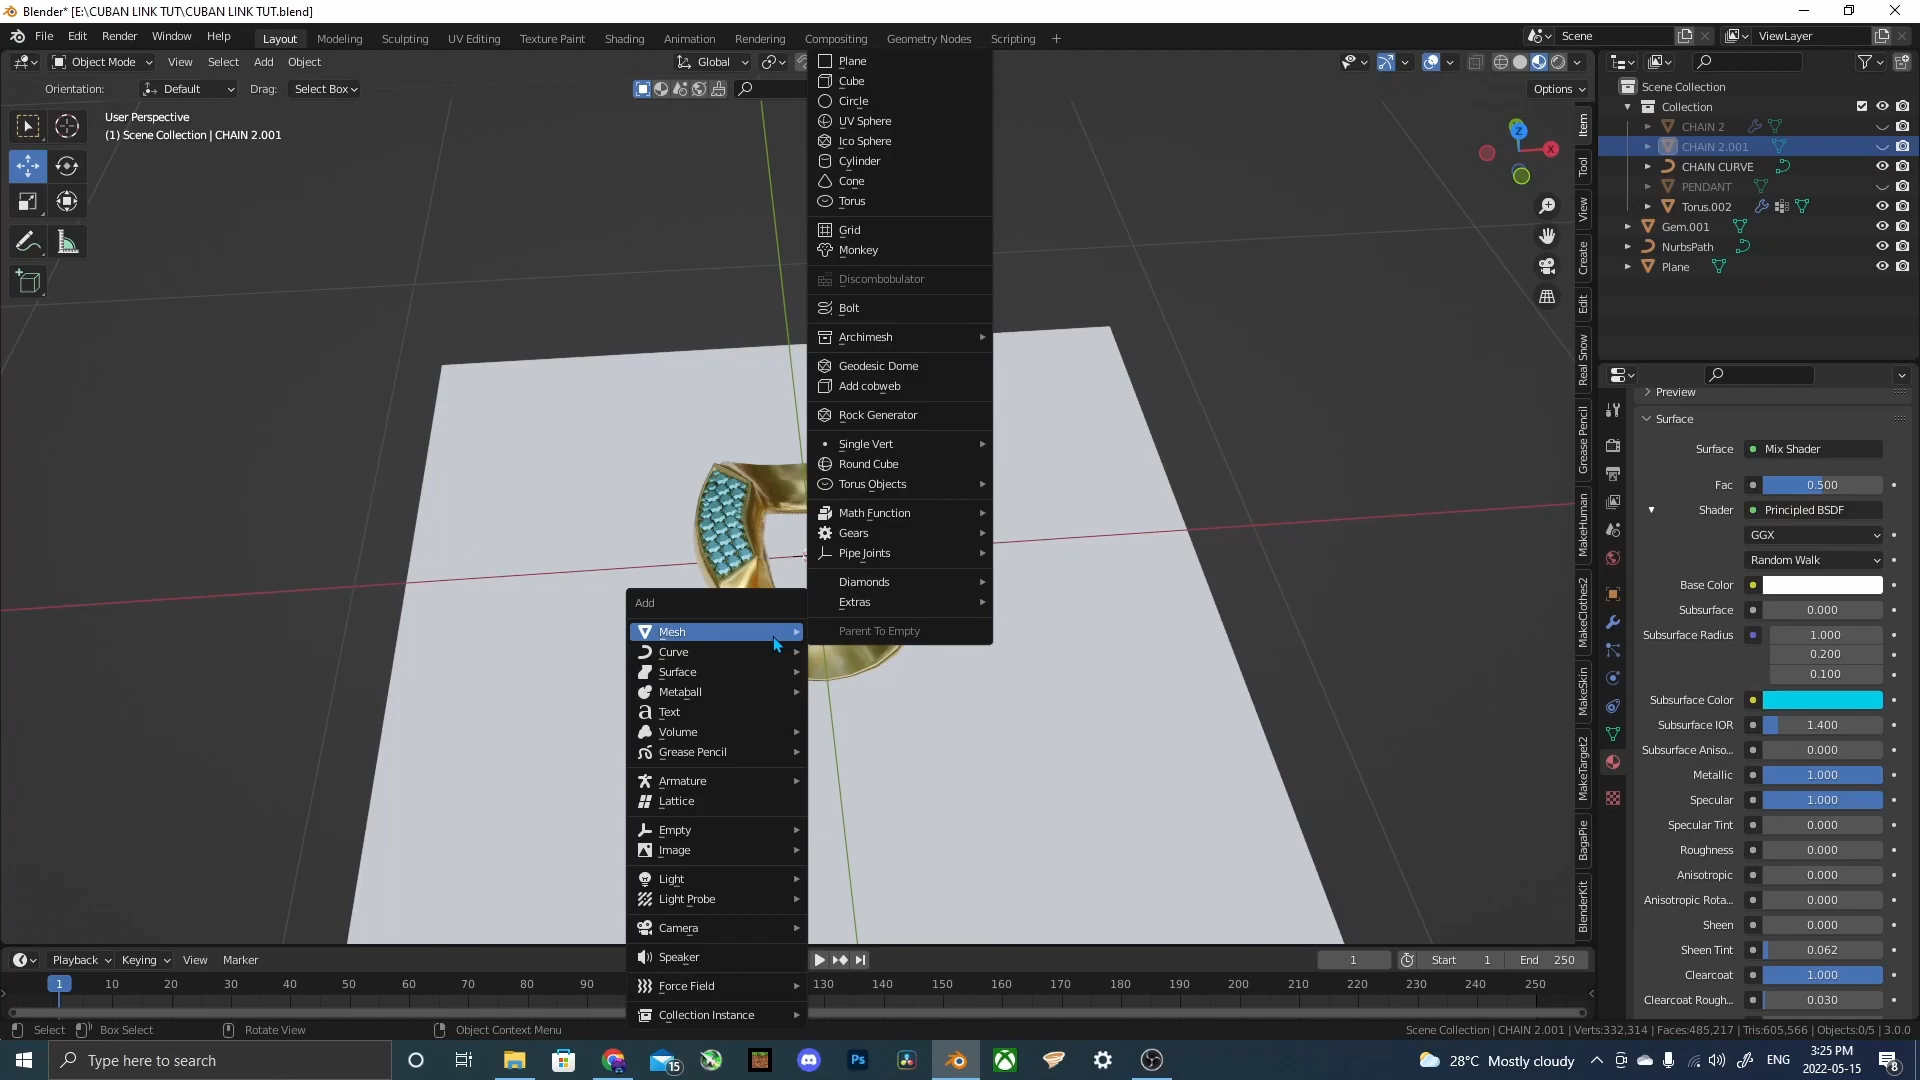 Blender* [E:\CUBAN LINK TUT\CUBAN LINK TUT.blend]
File Edit Render Window Help
Layout Modeling Sculpting UV Editing Texture Paint Shading Animation Rendering Compositing Geometry Nodes Scripting +
Scene ViewLayer
Object Mode View Select Add Object Global
Orientation: Default Drag: Select Box Options
User Perspective
(1) Scene Collection | CHAIN 2.001
Plane
Cube
Circle
UV Sphere
Ico Sphere
Cylinder
Cone
Torus
Grid
Monkey
Discombobulator
Bolt
Archimesh
Geodesic Dome
Add cobweb
Rock Generator
Single Vert
Round Cube
Torus Objects
Math Function
Gears
Pipe Joints
Diamonds
Extras
Parent To Empty
Add
Mesh
Curve
Surface
Metaball
Text
Volume
Grease Pencil
Armature
Lattice
Empty
Image
Light
Light Probe
Camera
Speaker
Force Field
Collection Instance
Z
X
Item
Tool
View
Create
Edit
Real Snow
Grease Pencil
MakeHuman
MakeClothes2
MakeSkin
MakeTarget2
BagaPie
BlenderKit
Scene Collection
Collection
CHAIN 2
CHAIN 2.001
CHAIN CURVE
PENDANT
Torus.002
Gem.001
NurbsPath
Plane
Preview
Surface
Surface Mix Shader
Fac 0.500
Shader Principled BSDF
GGX
Random Walk
Base Color
Subsurface 0.000
Subsurface Radius 1.000
0.200
0.100
Subsurface Color
Subsurface IOR 1.400
Subsurface Aniso... 0.000
Metallic 1.000
Specular 1.000
Specular Tint 0.000
Roughness 0.000
Anisotropic 0.000
Anisotropic Rota... 0.000
Sheen 0.000
Sheen Tint 0.062
Clearcoat 1.000
Clearcoat Rough... 0.030
Playback Keying View Marker 1 Start 1 End 250
1 10 20 30 40 50 60 70 80 90 130 140 150 160 170 180 190 200 210 220 230 240 250
Select Box Select Rotate View Object Context Menu
Scene Collection | CHAIN 2.001 | Verts:332,314 | Faces:485,217 | Tris:605,566 | Objects:0/5 | 3.0.0
Type here to search
15
Ps
28°C Mostly cloudy
ENG
3:25 PM
2022-05-15
8